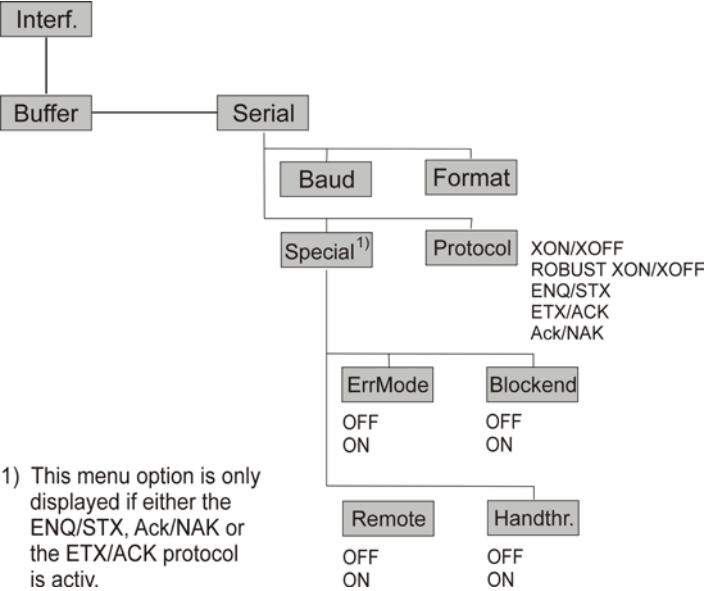 Interf.
Buffer
Serial
Baud
Format
Special1)
Protocol
XON/XOFF
ROBUST XON/XOFF
ENQ/STX
ETX/ACK
Ack/NAK
ErrMode
Blockend
OFF
ON
OFF
ON
1) This menu option is only
displayed if either the
ENQ/STX, Ack/NAK or
the ETX/ACK protocol
is activ.
Remote
Handthr.
OFF
ON
OFF
ON